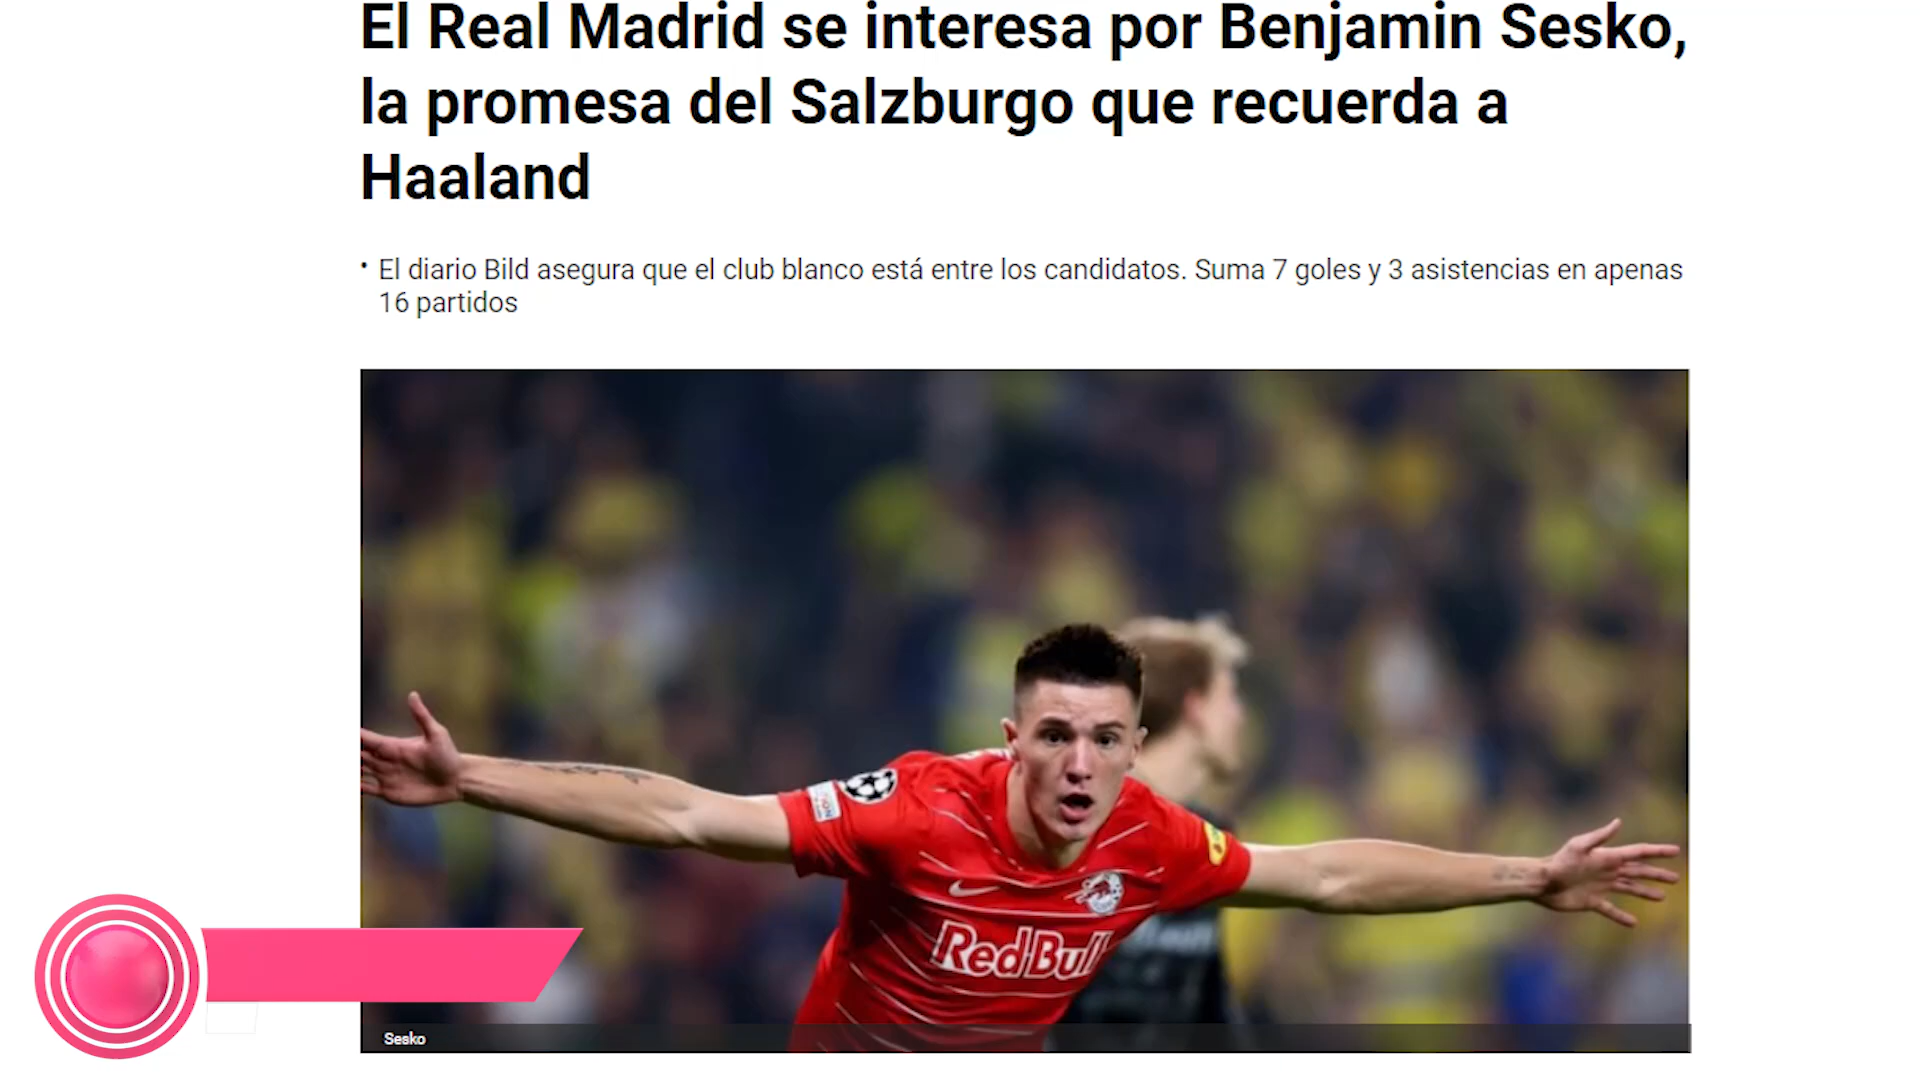 El Real Madrid se interesa por Benjamin Sesko,
la promesa del Salzburgo que recuerda a
Haaland
• El diario Bild asegura que el club blanco está entre los candidatos. Suma 7 goles y 3 asistencias en apenas
16 partidos
Red Bull
Sesko